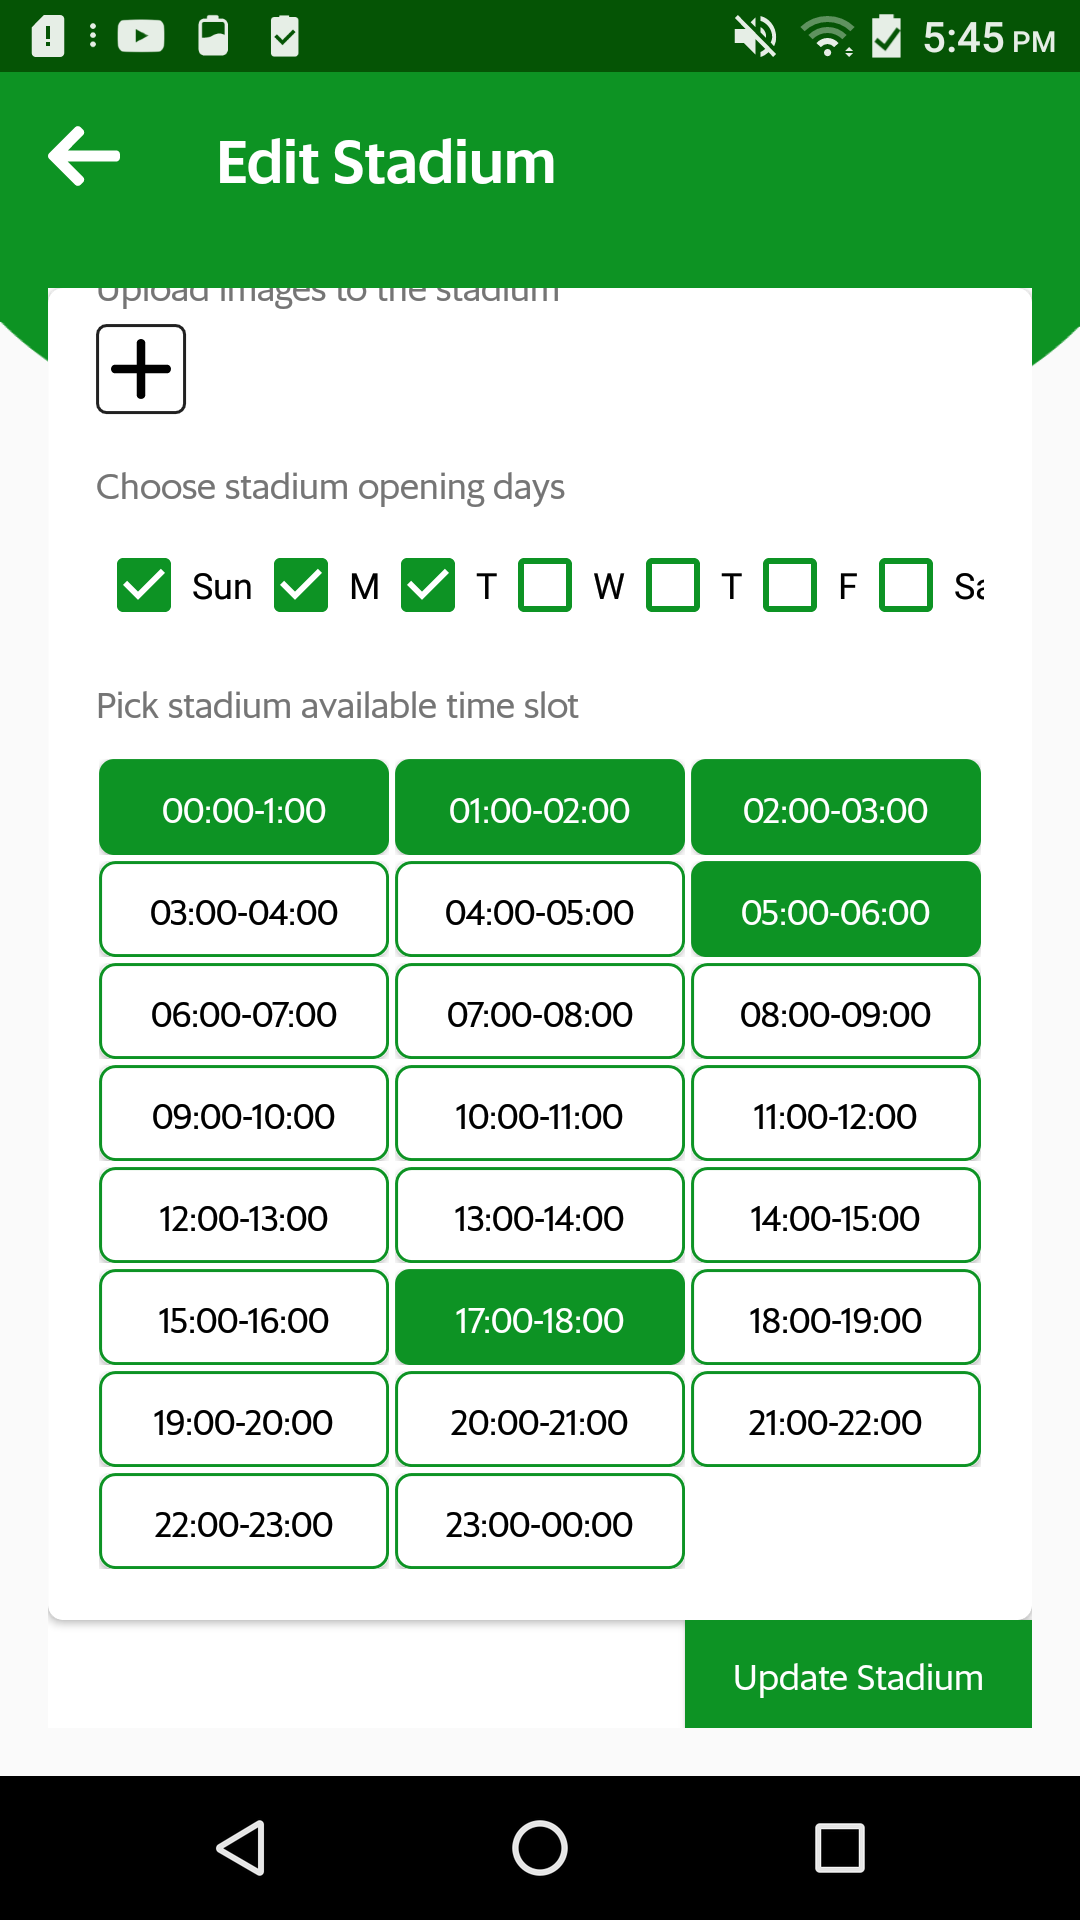 5:45 PM
Edit Stadium
Upload images to the stadium
Choose stadium opening days
Sun M T W T F Sa
Pick stadium available time slot
00:00-1:00 01:00-02:00 02:00-03:00
03:00-04:00 04:00-05:00 05:00-06:00
06:00-07:00 07:00-08:00 08:00-09:00
09:00-10:00 10:00-11:00 11:00-12:00
12:00-13:00 13:00-14:00 14:00-15:00
15:00-16:00 17:00-18:00 18:00-19:00
19:00-20:00 20:00-21:00 21:00-22:00
22:00-23:00 23:00-00:00
Update Stadium